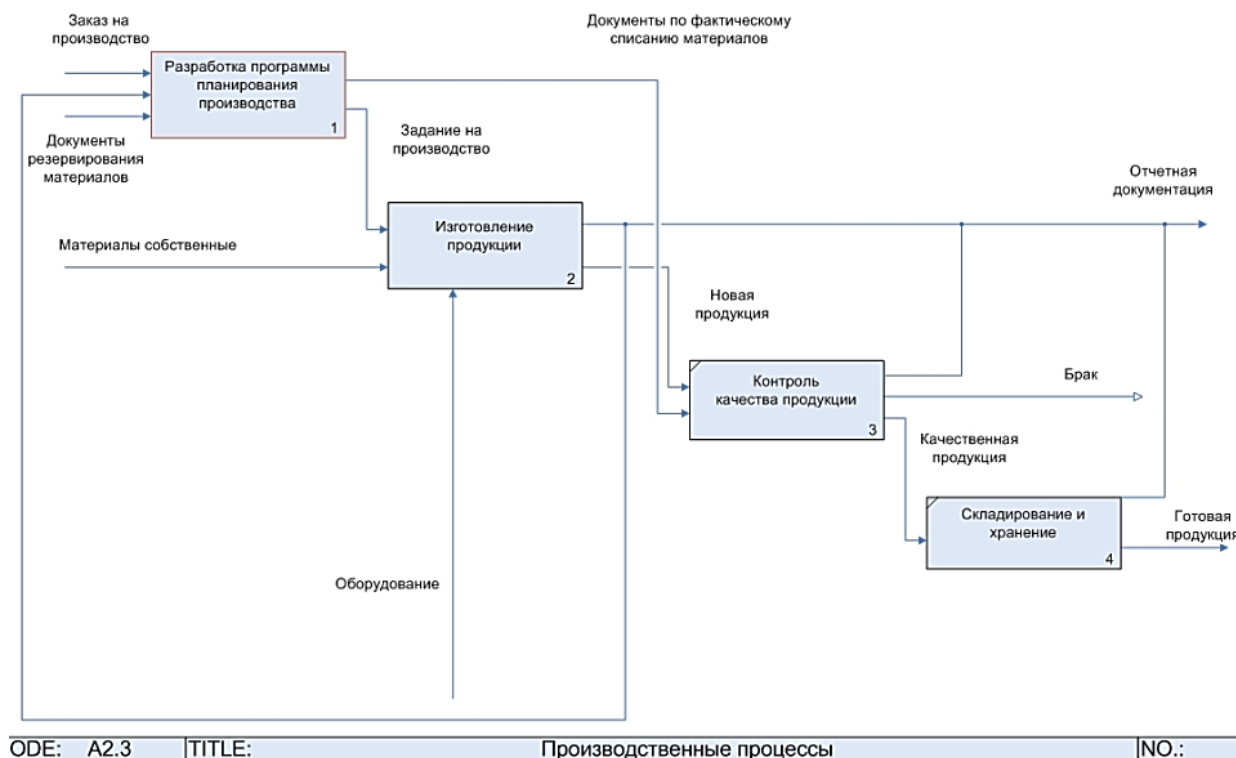 Заказ на
производство
Документы по фактическому
списанию материалов
Разработка программы
планирования
производства
1
Документы
резервирования
материалов
Задание на
производство
Отчетная
документация
Изготовление
продукции
2
Материалы собственные
Новая
продукция
Контроль
качества продукции
3
Брак
Качественная
продукция
Складирование и
хранение
4
Готовая
продукция
Оборудование
ODE: A2.3 TITLE: Производственные процессы NO.: